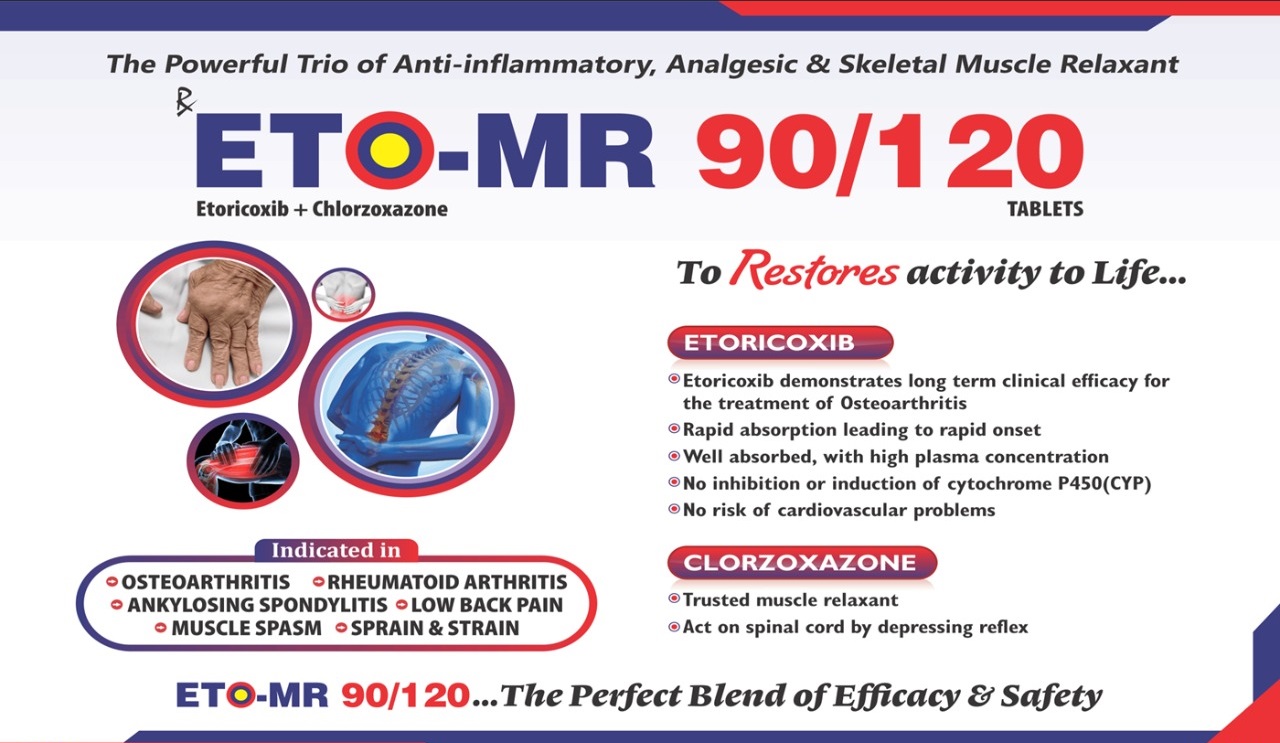 The Powerful Trio of Anti-inflammatory, Analgesic & Skeletal Muscle Relaxant
℞
ETO-MR 90/120
Etoricoxib + Chlorzoxazone
TABLETS
To Restores activity to Life...
ETORICOXIB
Etoricoxib demonstrates long term clinical efficacy for
the treatment of Osteoarthritis
Rapid absorption leading to rapid onset
Well absorbed, with high plasma concentration
No inhibition or induction of cytochrome P450(CYP)
No risk of cardiovascular problems
CLORZOXAZONE
Trusted muscle relaxant
Act on spinal cord by depressing reflex
Indicated in
OSTEOARTHRITIS RHEUMATOID ARTHRITIS
ANKYLOSING SPONDYLITIS LOW BACK PAIN
MUSCLE SPASM SPRAIN & STRAIN
ETO-MR 90/120...The Perfect Blend of Efficacy & Safety